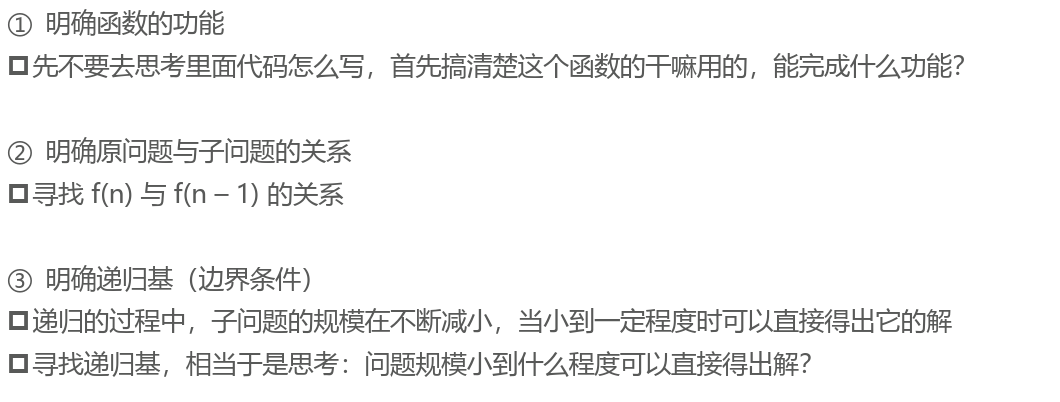 ① 明确函数的功能
先不要去思考里面代码怎么写，首先搞清楚这个函数的干嘛用的，能完成什么功能？
② 明确原问题与子问题的关系
寻找 f(n) 与 f(n – 1) 的关系
③ 明确递归基（边界条件）
递归的过程中，子问题的规模在不断减小，当小到一定程度时可以直接得出它的解
寻找递归基，相当于是思考：问题规模小到什么程度可以直接得出解？